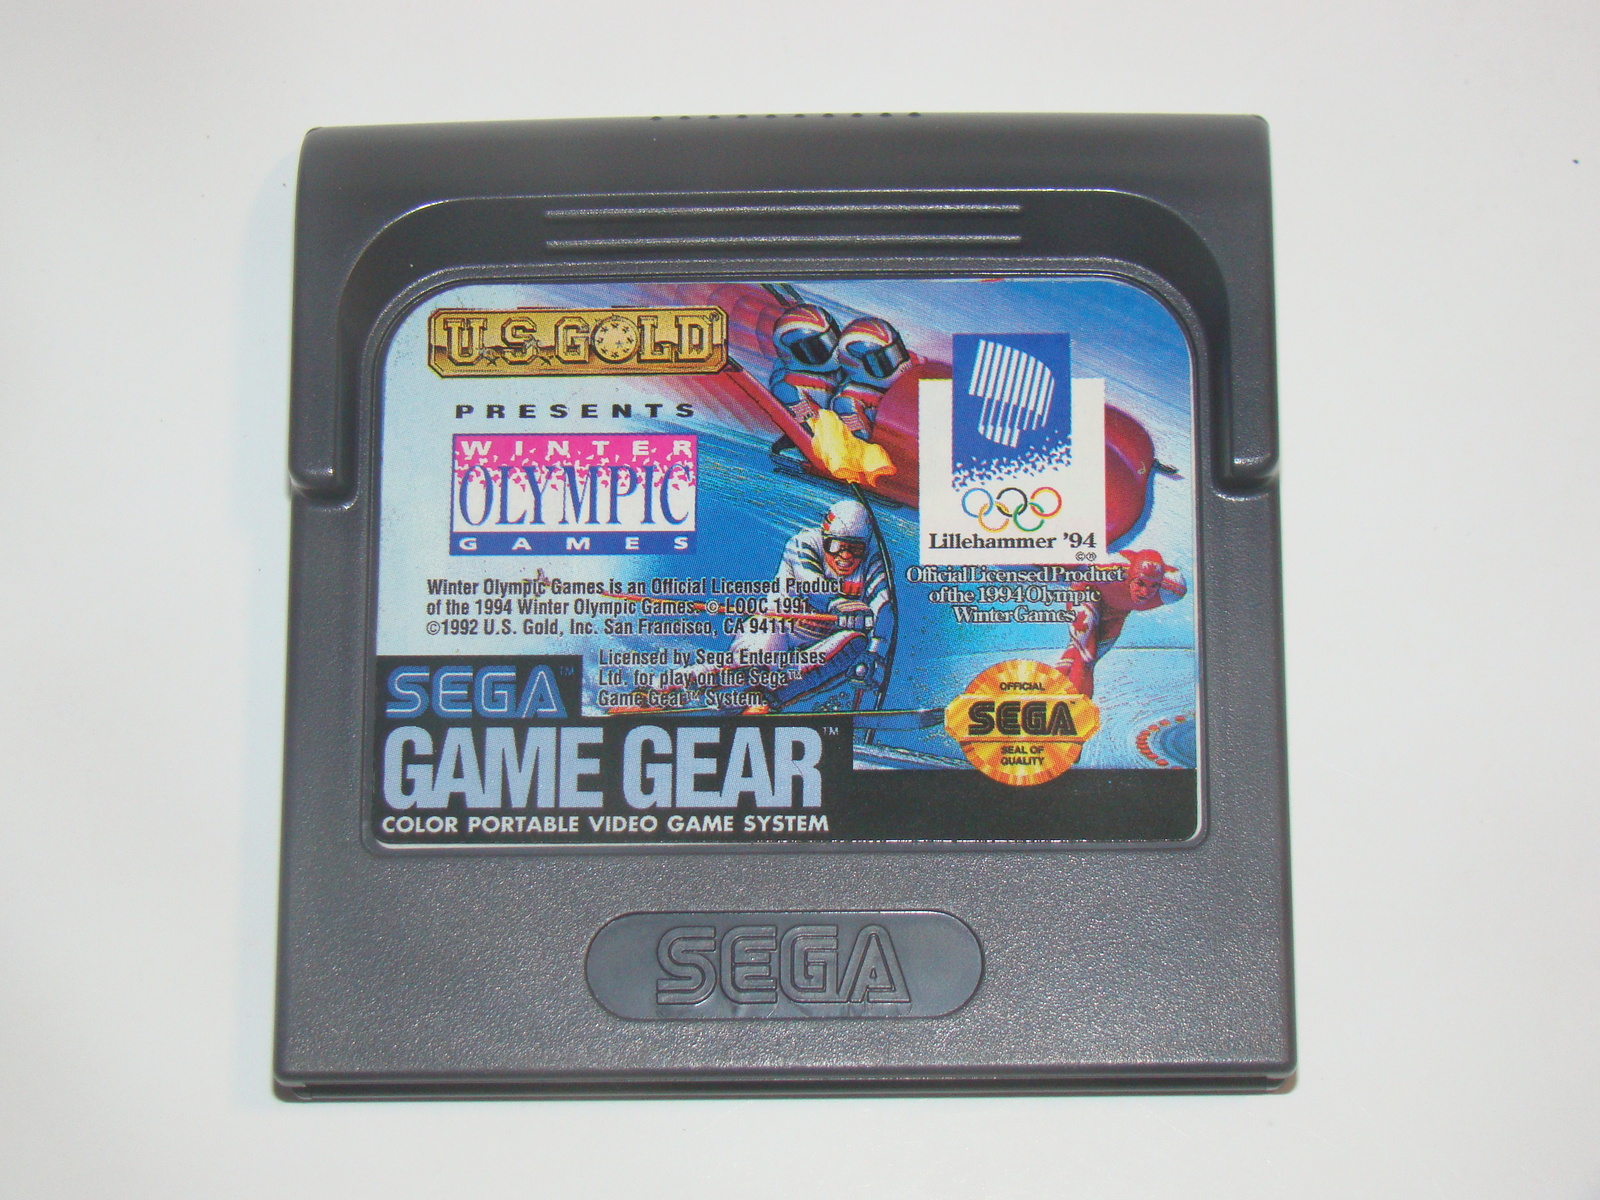 U.S.GOLD®
PRESENTS
WINTER
OLYMPIC
GAMES
Winter Olympic Games is an Official Licensed Product
of the 1994 Winter Olympic Games. © LOOC 1991.
©1992 U.S. Gold, Inc. San Francisco, CA 94111
Licensed by Sega Enterprises
Ltd. for play on the Sega™
Game Gear™ System.
Lillehammer '94
©®
Official Licensed Product
of the 1994 Olympic
Winter Games
OFFICIAL
SEGA™
SEAL OF
QUALITY
SEGA™
GAME GEAR™
COLOR PORTABLE VIDEO GAME SYSTEM
SEGA